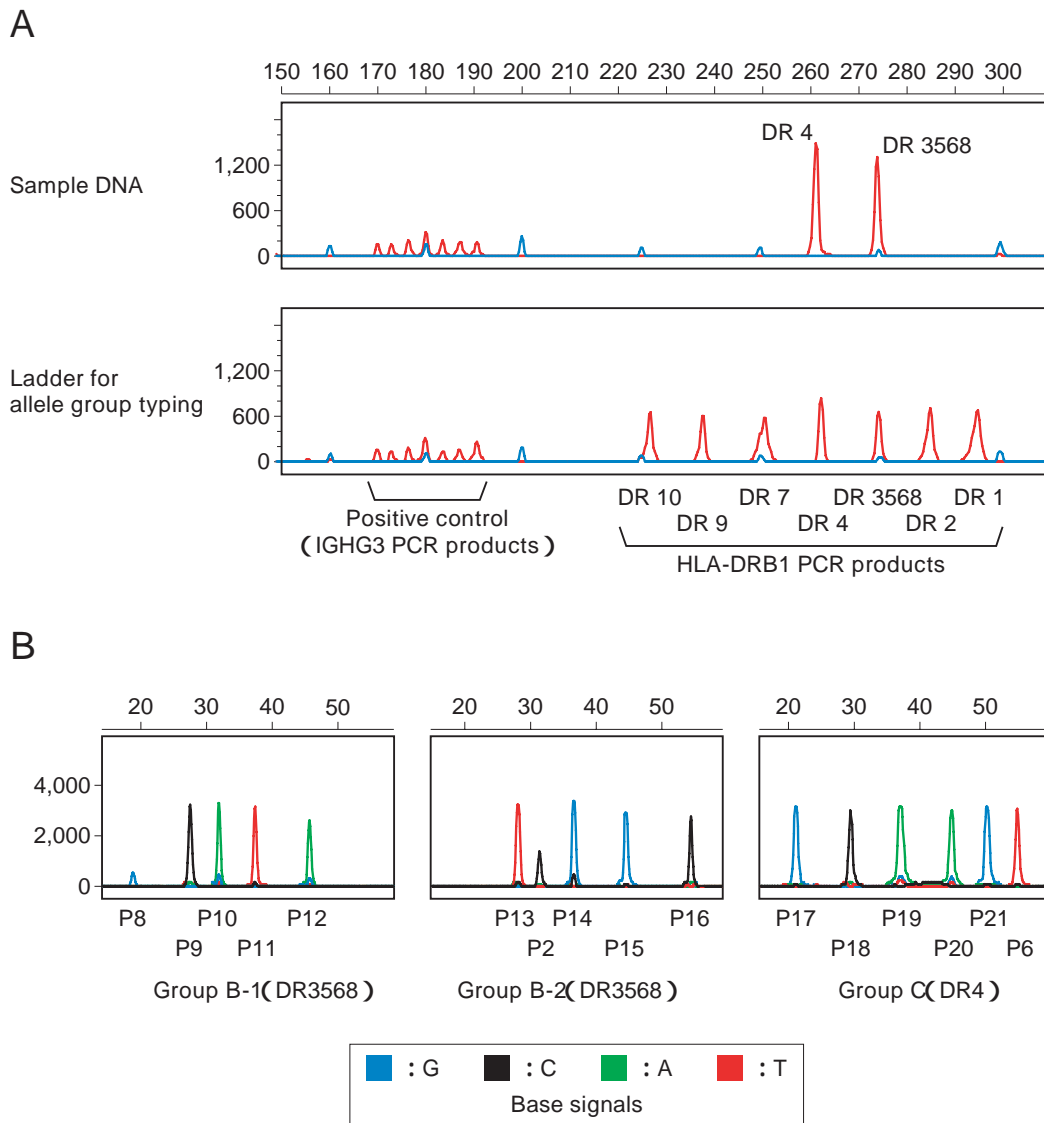 A
150 160 170 180 190 200 210 220 230 240 250 260 270 280 290 300
DR 4
DR 3568
1,200
Sample DNA
600
0
1,200
Ladder for
allele group typing
600
0
DR 10 DR 7 DR 3568 DR 1
DR 9 DR 4 DR 2
Positive control
(IGHG3 PCR products)
HLA-DRB1 PCR products
B
20 30 40 50 20 30 40 50 20 30 40 50
4,000
2,000
0
P8 P10 P12 P13 P14 P16 P17 P19 P21
P9 P11 P2 P15 P18 P20 P6
Group B-1(DR3568) Group B-2(DR3568) Group C(DR4)
: G : C : A : T
Base signals